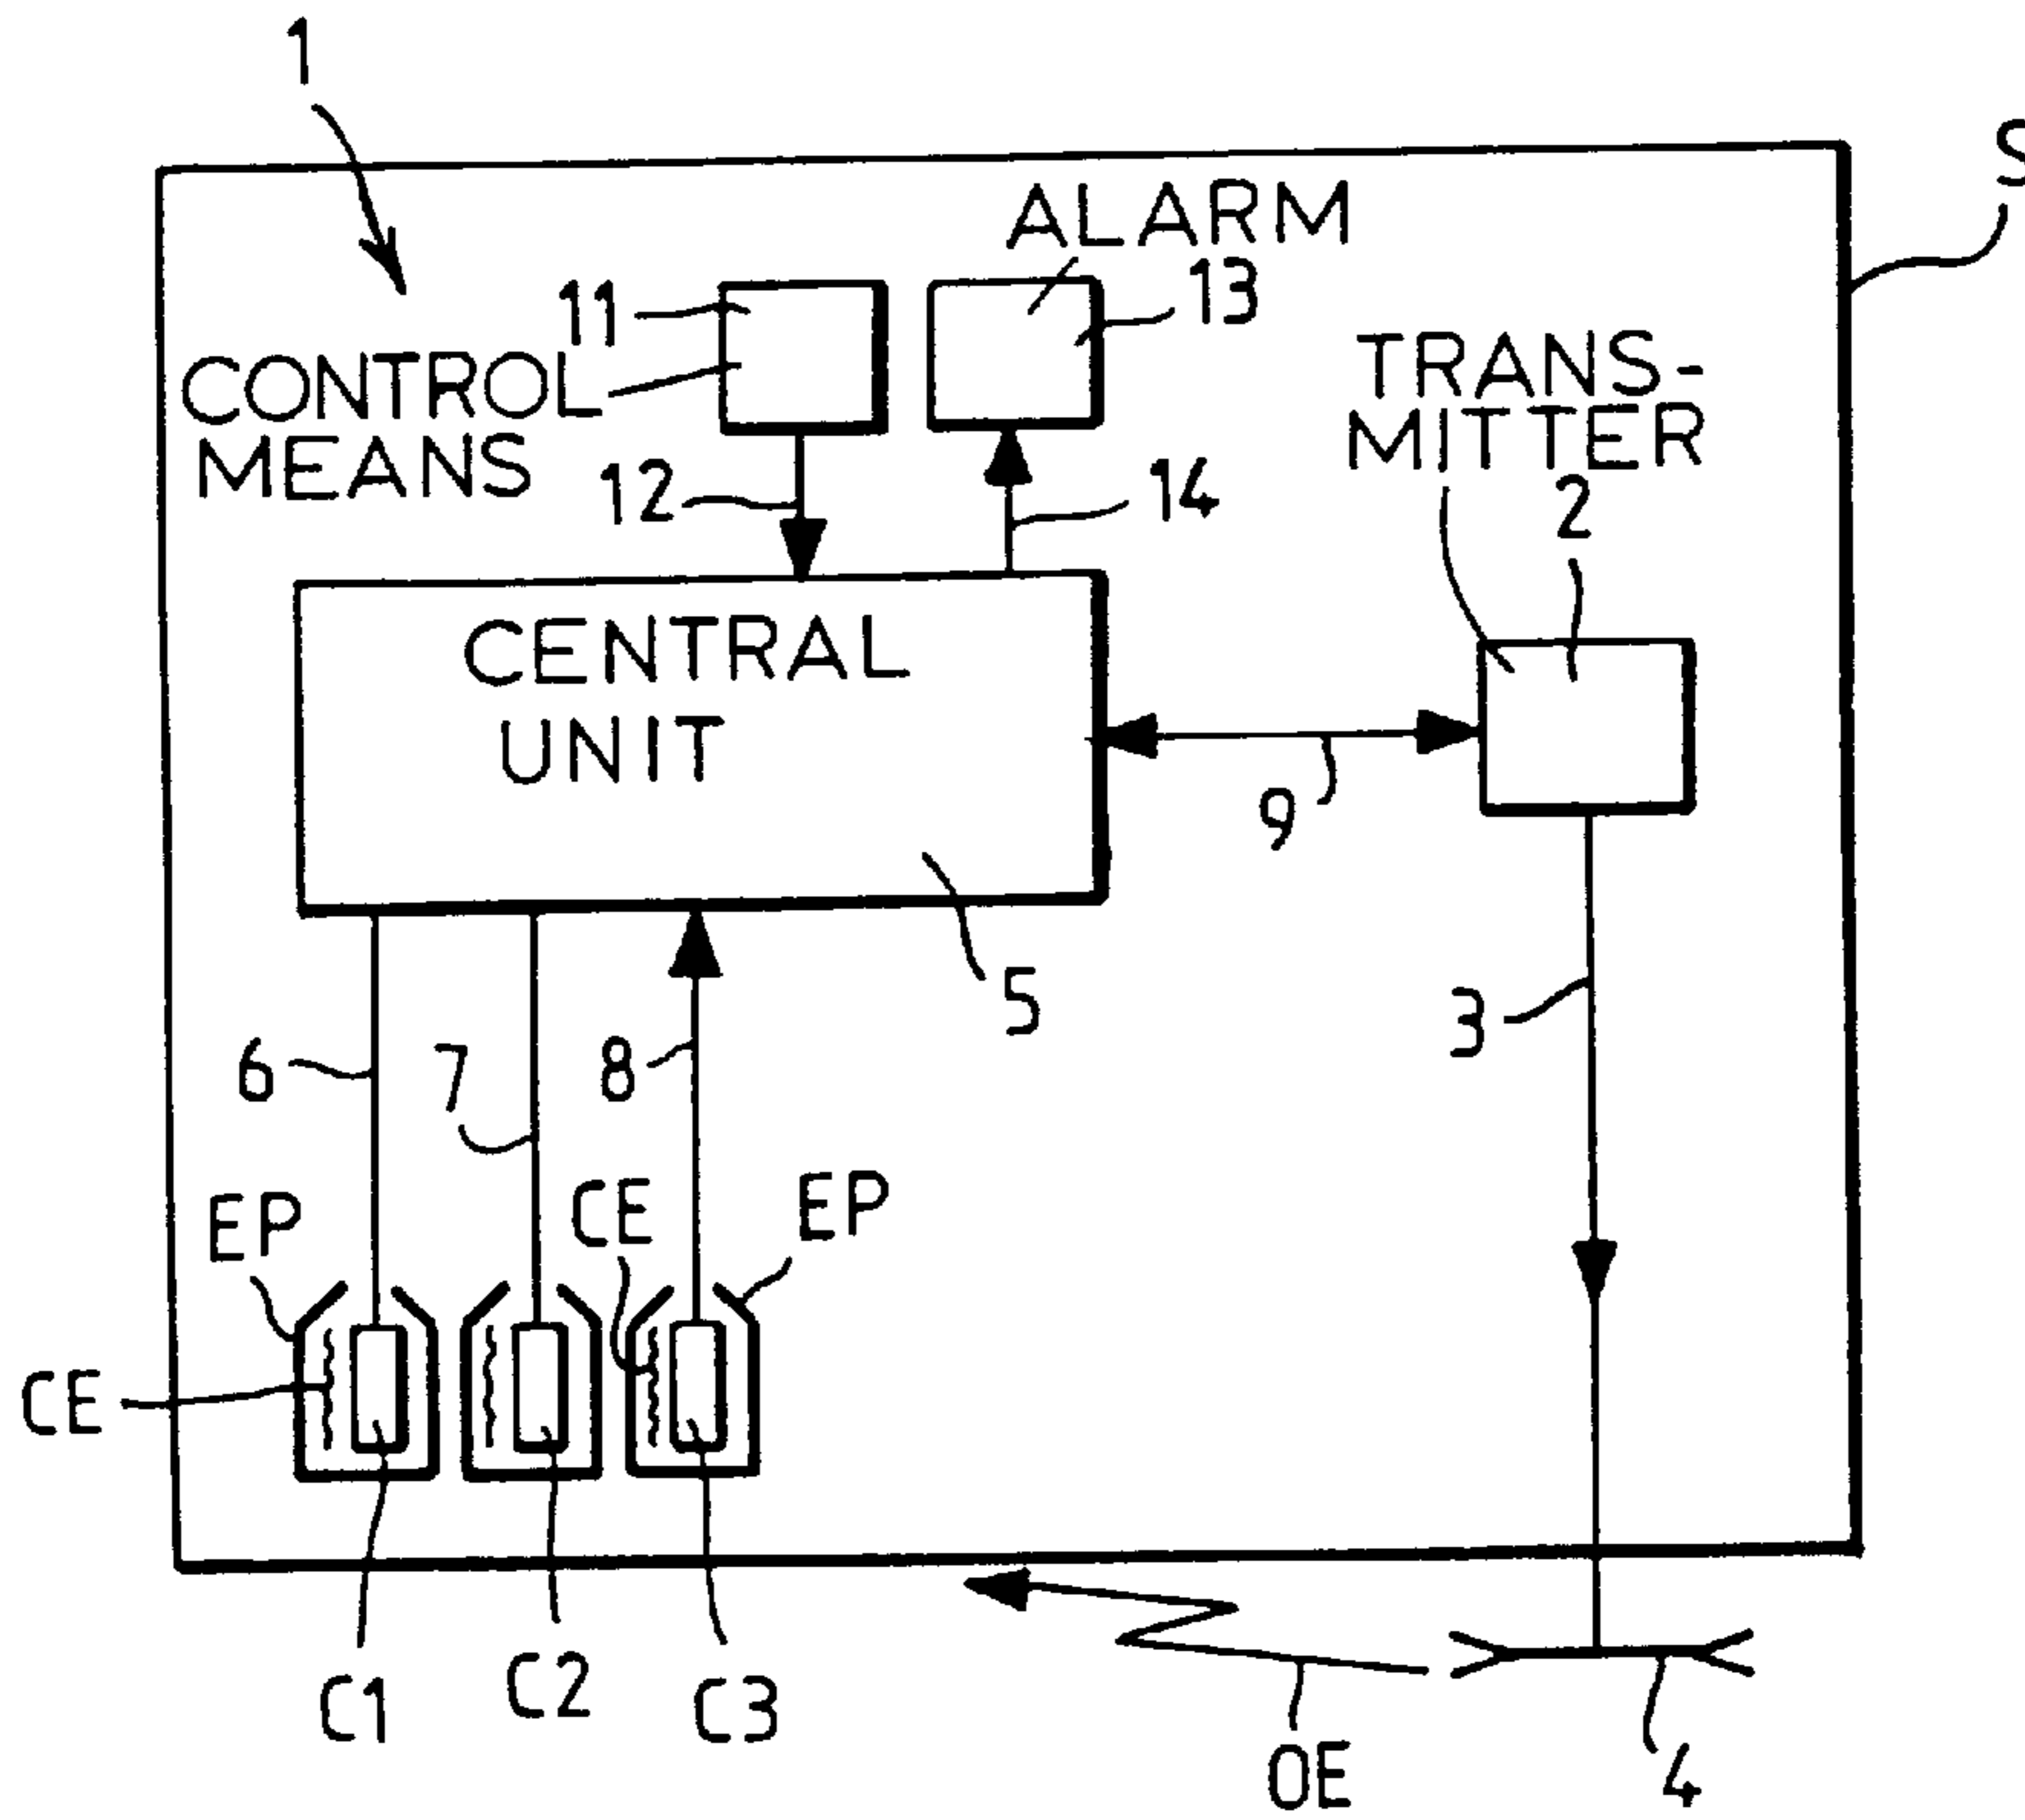 1
S
ALARM
11
13
CONTROL
MEANS
TRANS-
MITTER
12
14
2
CENTRAL
UNIT
9
5
3
6
7
8
EP
CE
EP
CE
C1
C2
C3
OE
4